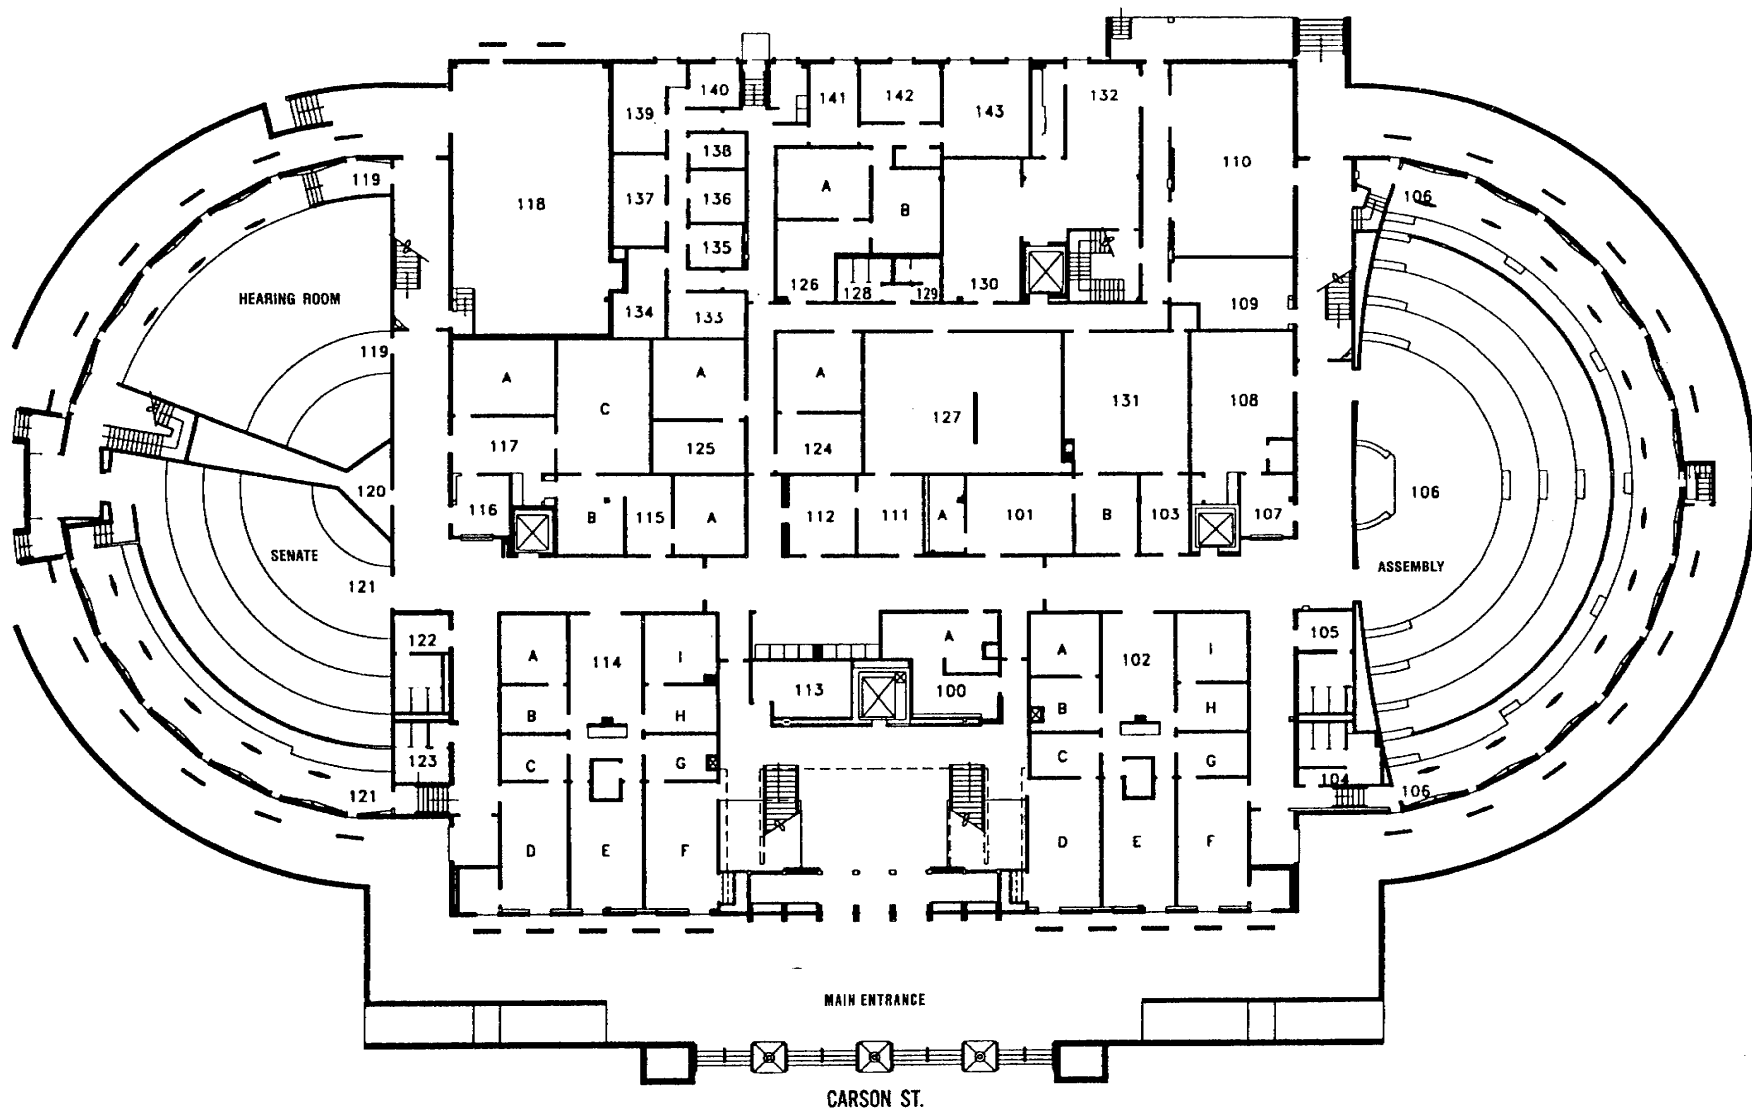 140
141
142
143
132
139
138
119
A
110
137
136
B
106
118
135
HEARING ROOM
126
128
129
130
134
133
109
119
A
A
A
C
127
131
108
117
125
124
120
116
B
115
A
112
111
A
101
B
103
107
106
SENATE
ASSEMBLY
121
122
A
114
I
A
A
102
I
105
113
100
B
H
B
H
123
C
G
C
G
104
121
106
D
E
F
D
E
F
MAIN ENTRANCE
CARSON ST.